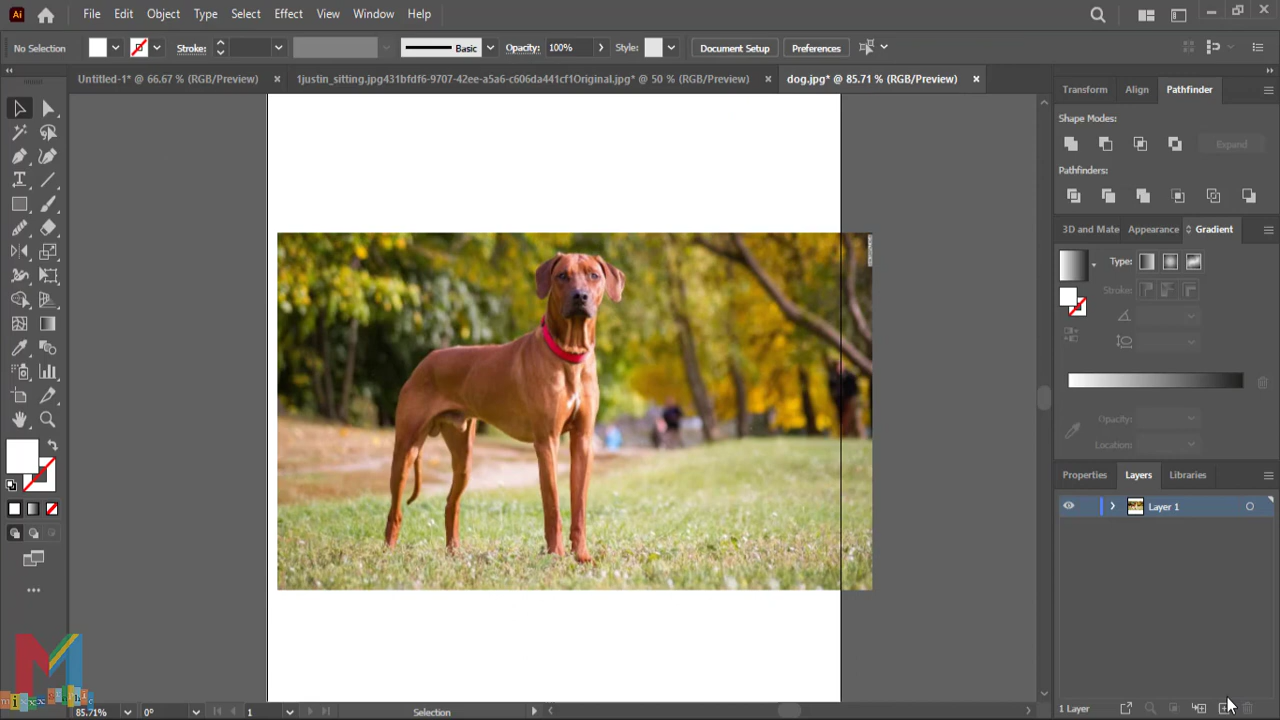 Ai File Edit Object Type Select Effect View Window Help
No Selection Stroke: Basic Opacity: 100% Style: Document Setup Preferences
Untitled-1* @ 66.67 % (RGB/Preview) × 1justin_sitting.jpg431bfdf6-9707-42ee-a5a6-c606da441cf1Original.jpg* @ 50 % (RGB/Preview) × dog.jpg* @ 85.71 % (RGB/Preview) ×
Transform Align Pathfinder
Shape Modes:
Expand
Pathfinders:
3D and Mate Appearance Gradient
Type:
Stroke:
Opacity:
Location:
Properties Layers Libraries
Layer 1
M
mixxxgraphic
85.71% 0° 1 Selection
1 Layer